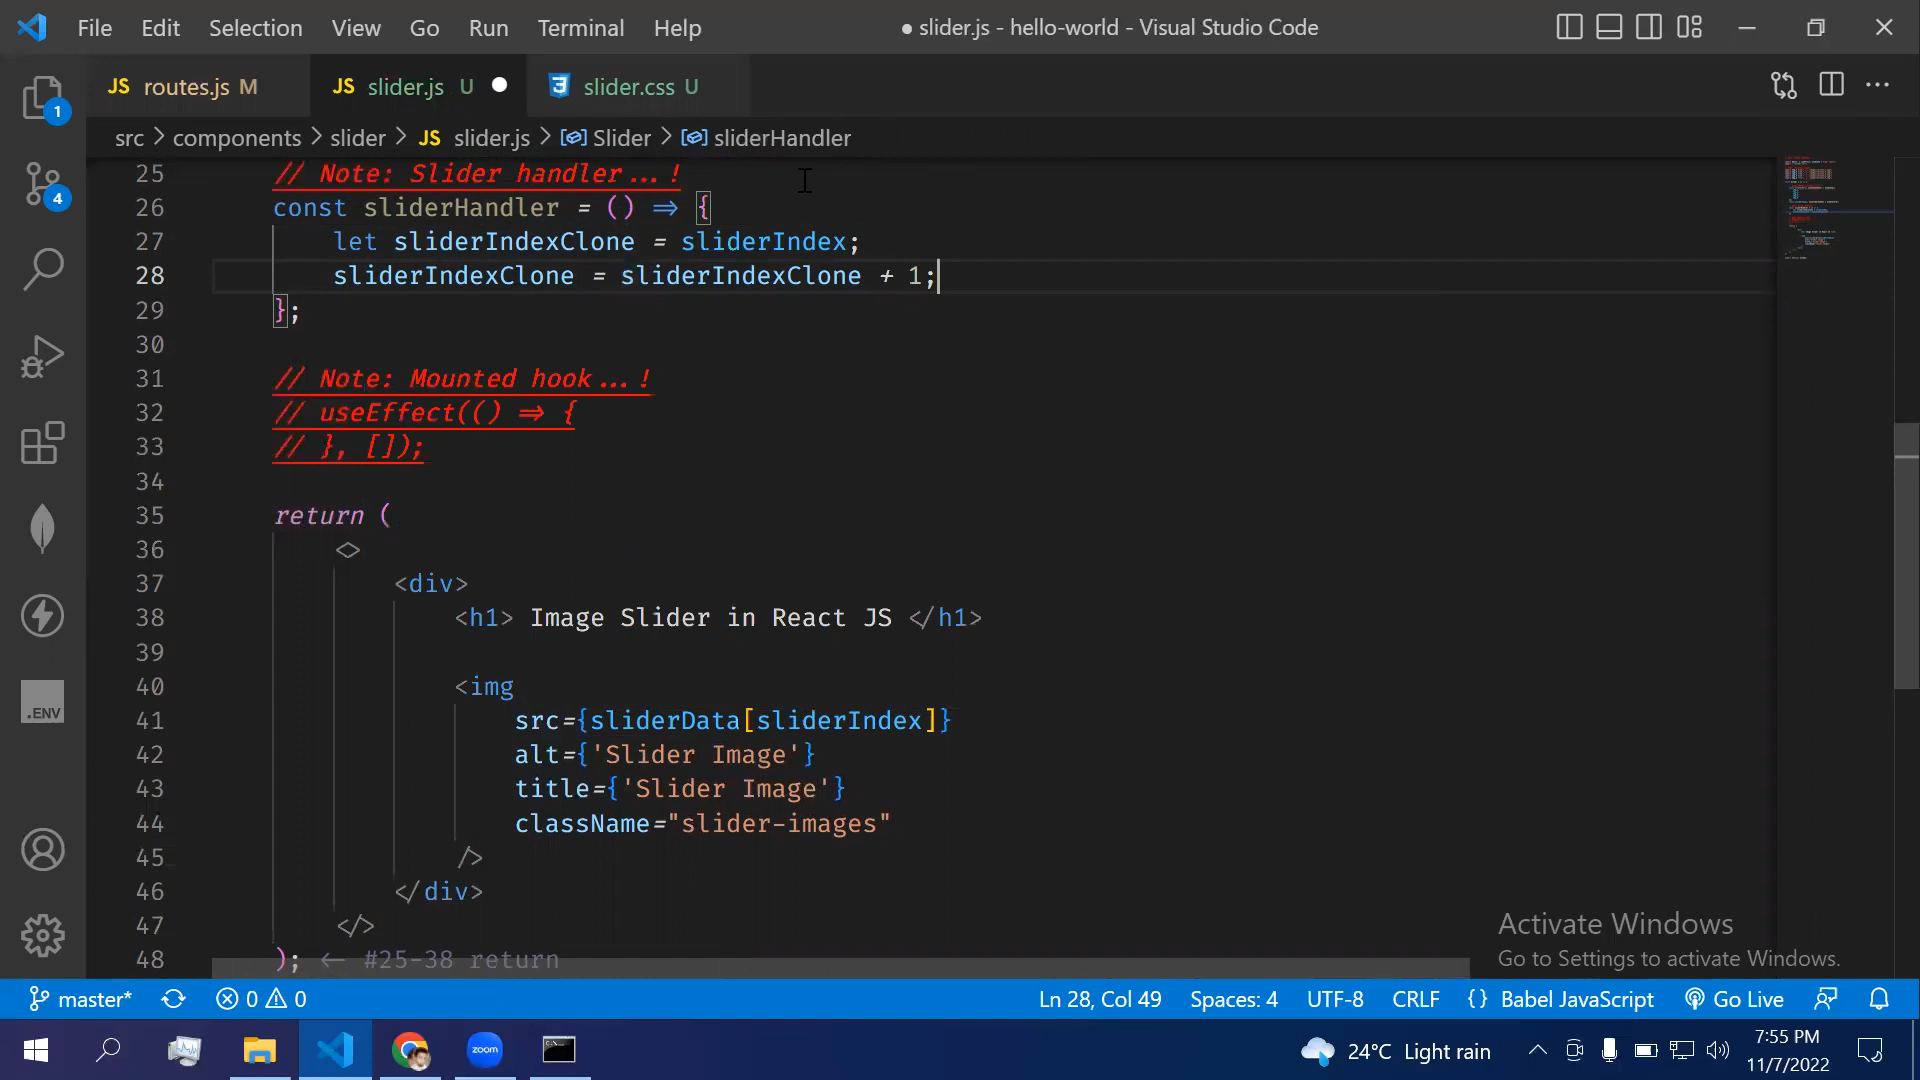 File Edit Selection View Go Run Terminal Help
● slider.js - hello-world - Visual Studio Code
JS routes.js M
JS slider.js U ●
slider.css U
src > components > slider > JS slider.js > Slider > sliderHandler
25 // Note: Slider handler...!
26 const sliderHandler = () => {
27 let sliderIndexClone = sliderIndex;
28 sliderIndexClone = sliderIndexClone + 1;
29 };
30
31 // Note: Mounted hook...!
32 // useEffect(() => {
33 // }, []);
34
35 return (
36 <>
37 <div>
38 <h1> Image Slider in React JS </h1>
39
40 <img
41 src={sliderData[sliderIndex]}
42 alt={'Slider Image'}
43 title={'Slider Image'}
44 className="slider-images"
45 />
46 </div>
47 </>
48 ); <- #25-38 return
1
4
.ENV
Activate Windows
Go to Settings to activate Windows.
master* 0 0 Ln 28, Col 49 Spaces: 4 UTF-8 CRLF {} Babel JavaScript Go Live
zoom
24°C Light rain
7:55 PM
11/7/2022